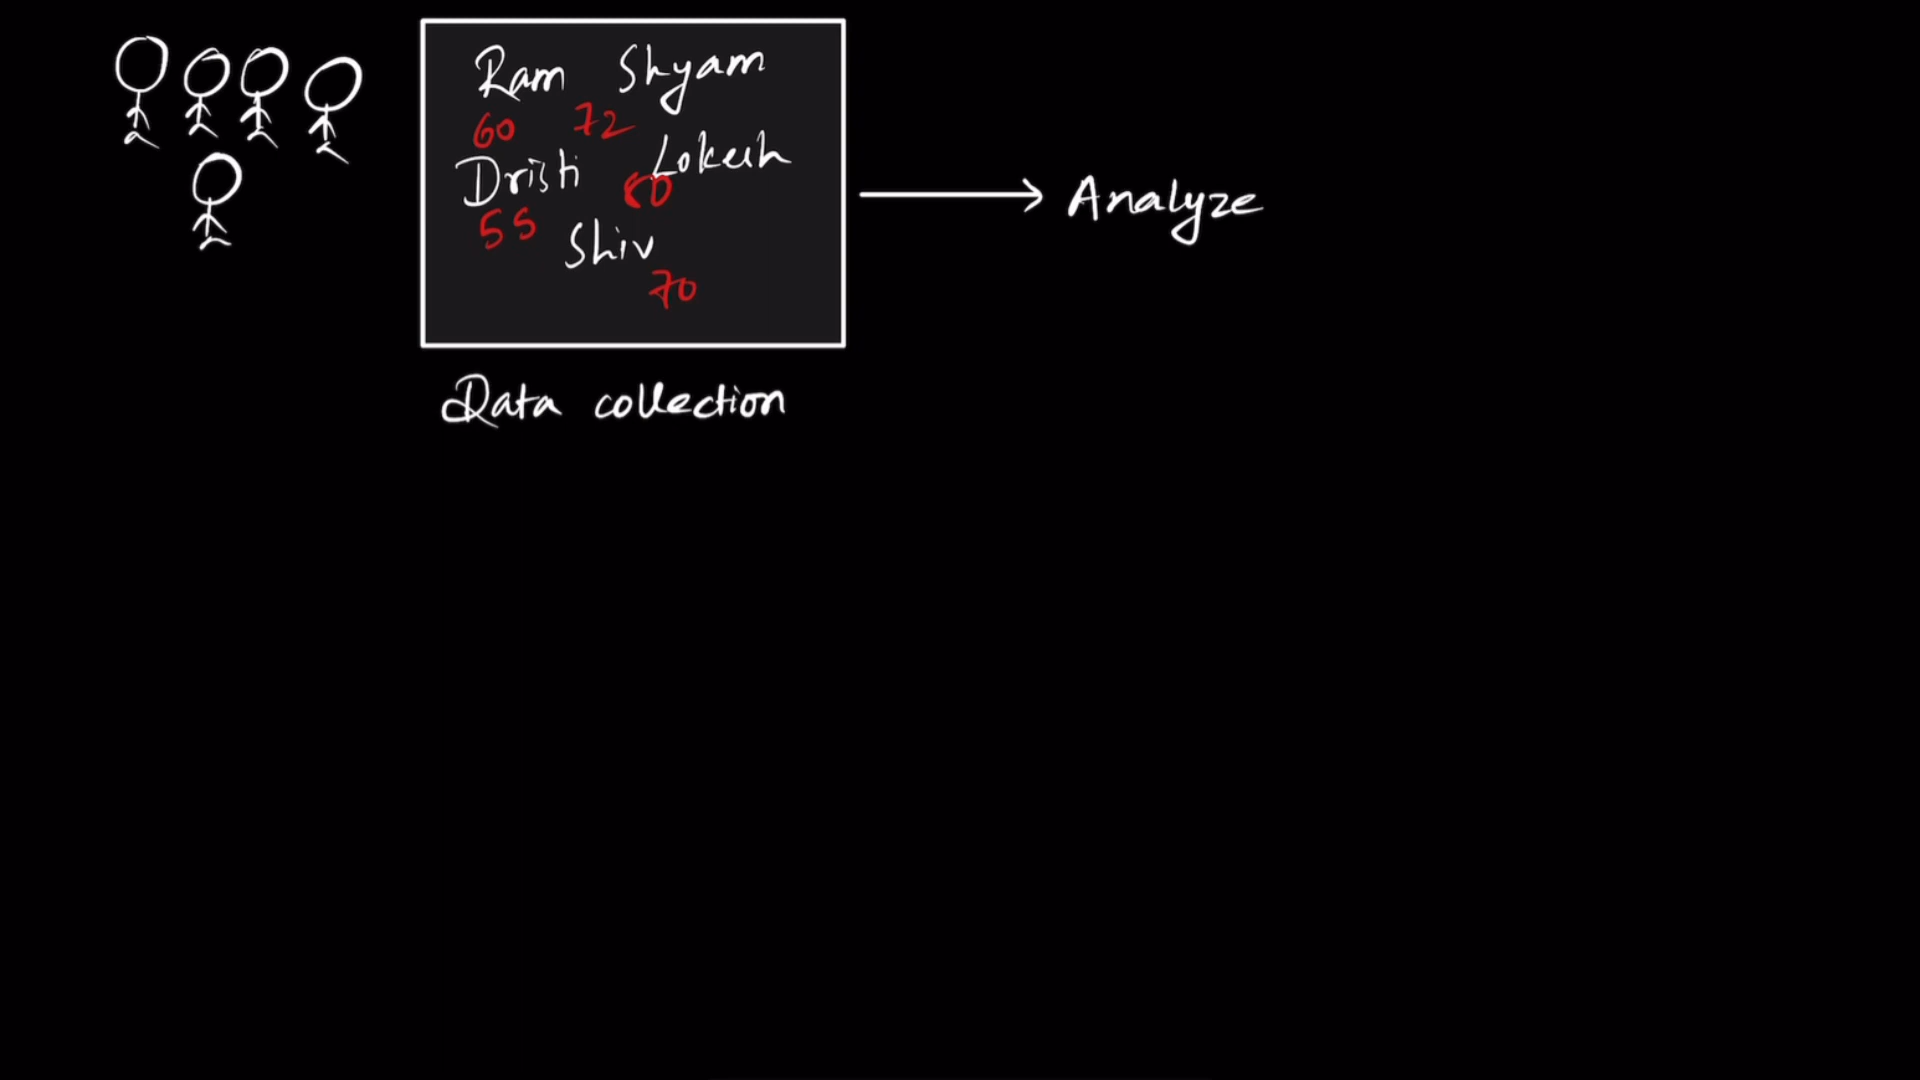 Ram Shyam
60 72
Dristi Lokesh
55 80
Shiv
70
Analyze
Data collection